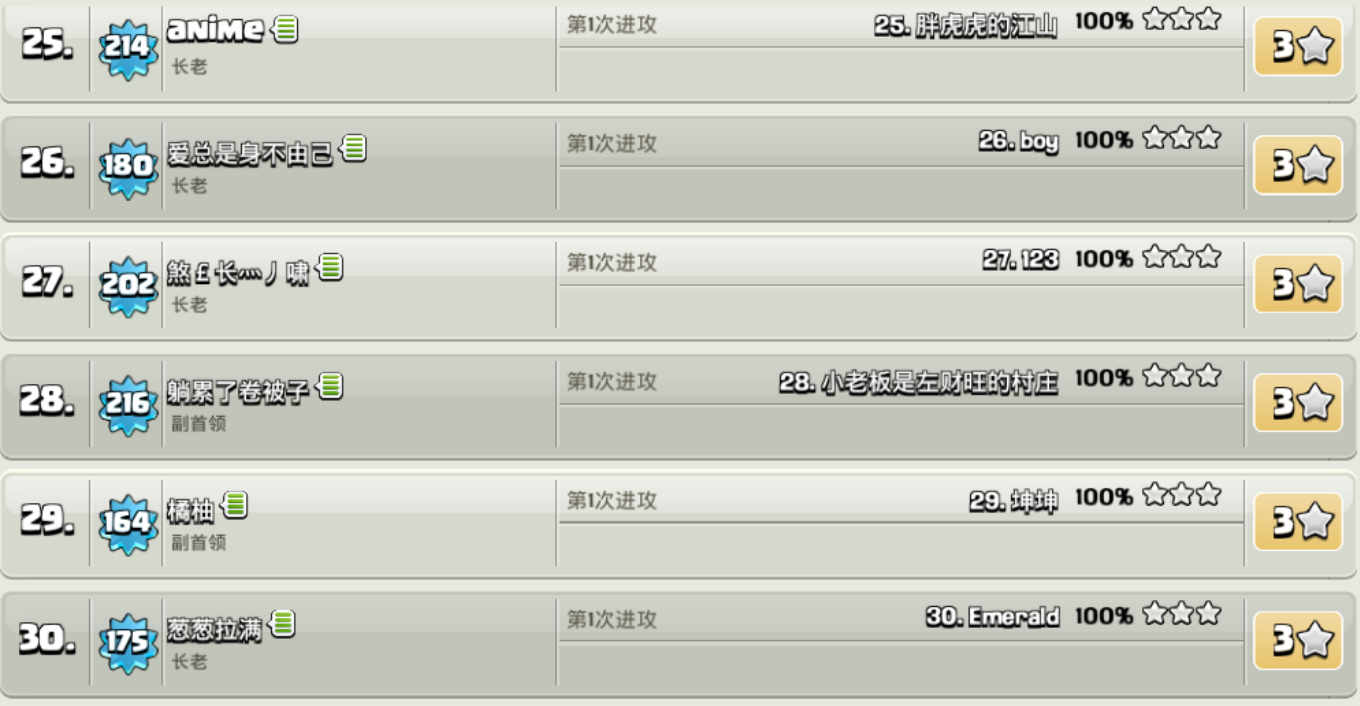 25. 214 aNiMe 第1次进攻 25. 胖虎虎的江山 100% 3
长老
26. 180 爱总是身不由己 第1次进攻 26. boy 100% 3
长老
27. 202 煞￡长灬丿啸 第1次进攻 27. 123 100% 3
长老
28. 216 躺累了卷被子 第1次进攻 28. 小老板是左财旺的村庄 100% 3
副首领
29. 164 橘柚 第1次进攻 29. 坤坤 100% 3
副首领
30. 175 葱葱拉满 第1次进攻 30. Emerald 100% 3
长老